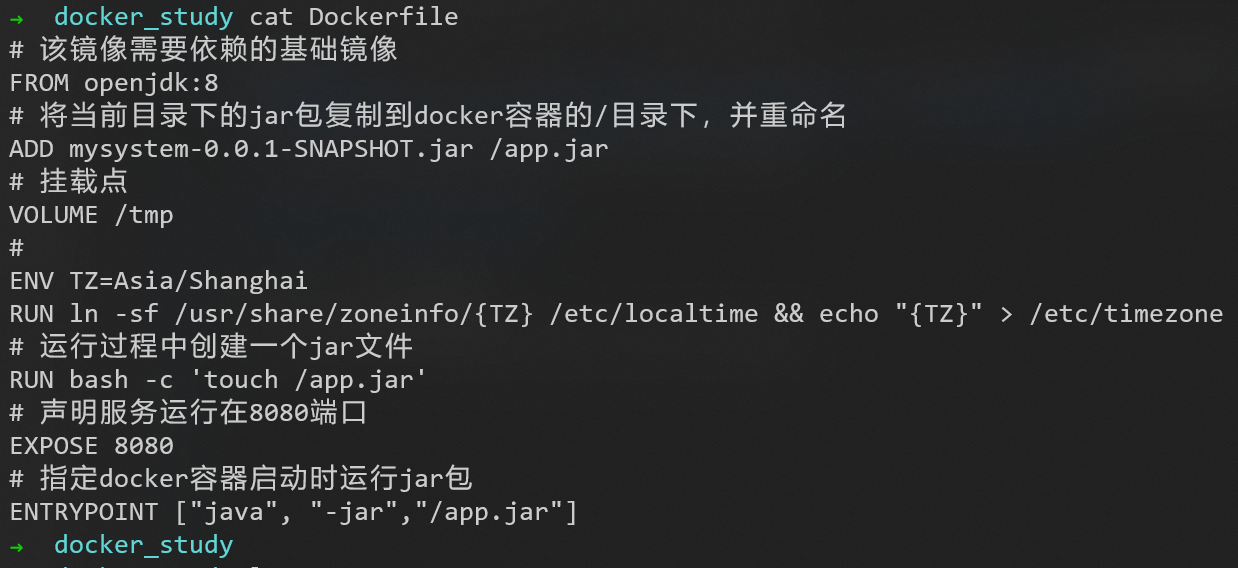 → docker_study cat Dockerfile
# 该镜像需要依赖的基础镜像
FROM openjdk:8
# 将当前目录下的jar包复制到docker容器的/目录下，并重命名
ADD mysystem-0.0.1-SNAPSHOT.jar /app.jar
# 挂载点
VOLUME /tmp
#
ENV TZ=Asia/Shanghai
RUN ln -sf /usr/share/zoneinfo/{TZ} /etc/localtime && echo "{TZ}" > /etc/timezone
# 运行过程中创建一个jar文件
RUN bash -c 'touch /app.jar'
# 声明服务运行在8080端口
EXPOSE 8080
# 指定docker容器启动时运行jar包
ENTRYPOINT ["java", "-jar","/app.jar"]
→ docker_study